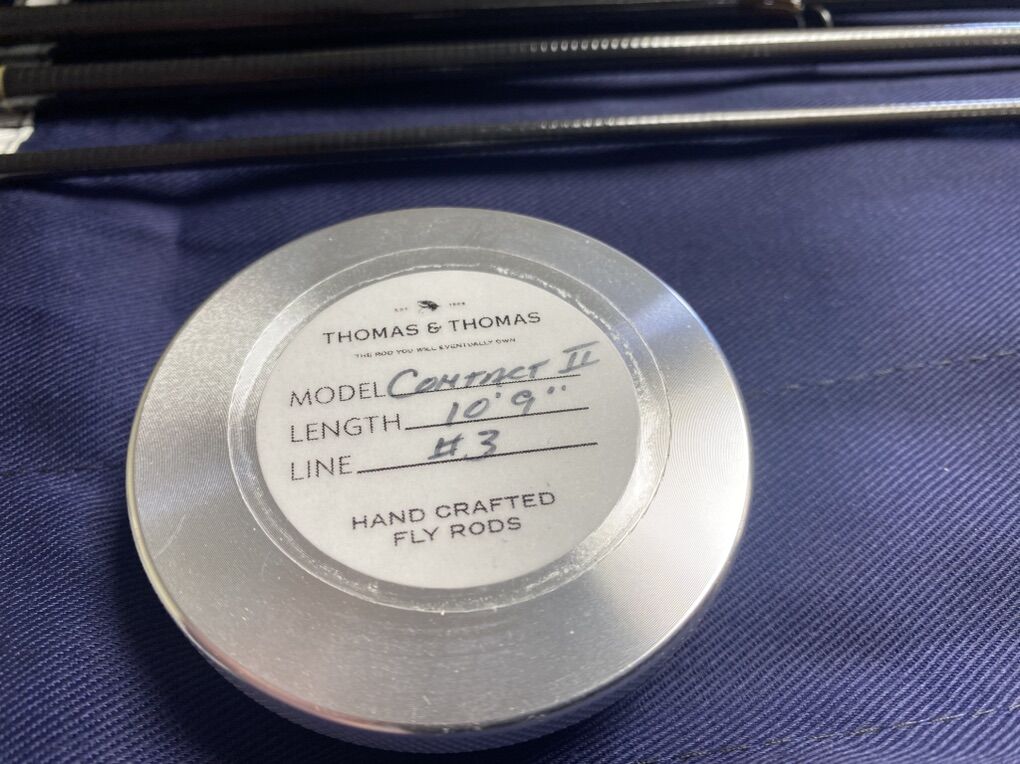 EST 1969
THOMAS & THOMAS
THE ROD YOU WILL EVENTUALLY OWN
MODEL Contact II
LENGTH 10' 9"
LINE #3
HAND CRAFTED
FLY RODS